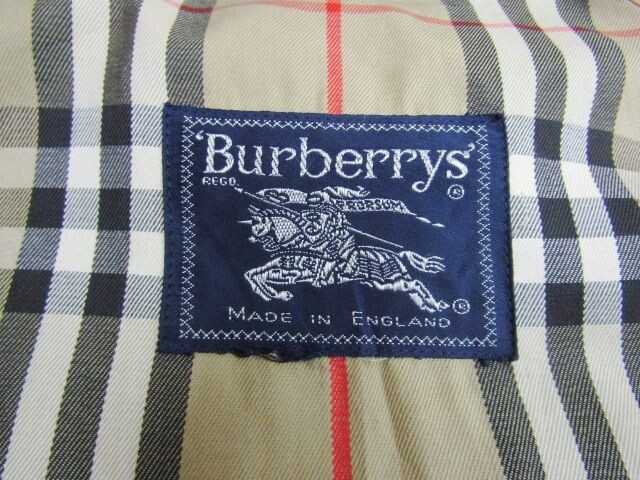 'Burberrys'
REGD. ®
PRORSUM
®
MADE IN ENGLAND